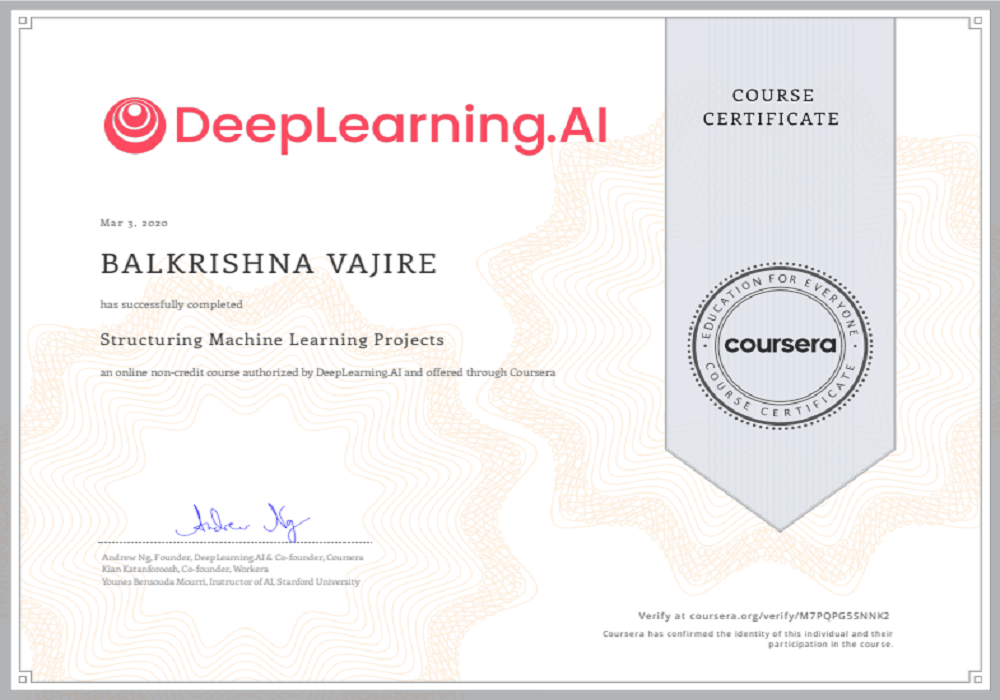 DeepLearning.AI
COURSE
CERTIFICATE
Mar 3, 2020
BALKRISHNA VAJIRE
has successfully completed
Structuring Machine Learning Projects
an online non-credit course authorized by DeepLearning.AI and offered through Coursera
EDUCATION FOR EVERYONE
coursera
COURSE CERTIFICATE
Andrew Ng
Andrew Ng, Founder, DeepLearning.AI & Co-founder, Coursera
Kian Katanforoosh, Co-founder, Workera
Younes Bensouda Mourri, Instructor of AI, Stanford University
Verify at coursera.org/verify/M7PQPG5SNNK2
Coursera has confirmed the identity of this individual and their
participation in the course.